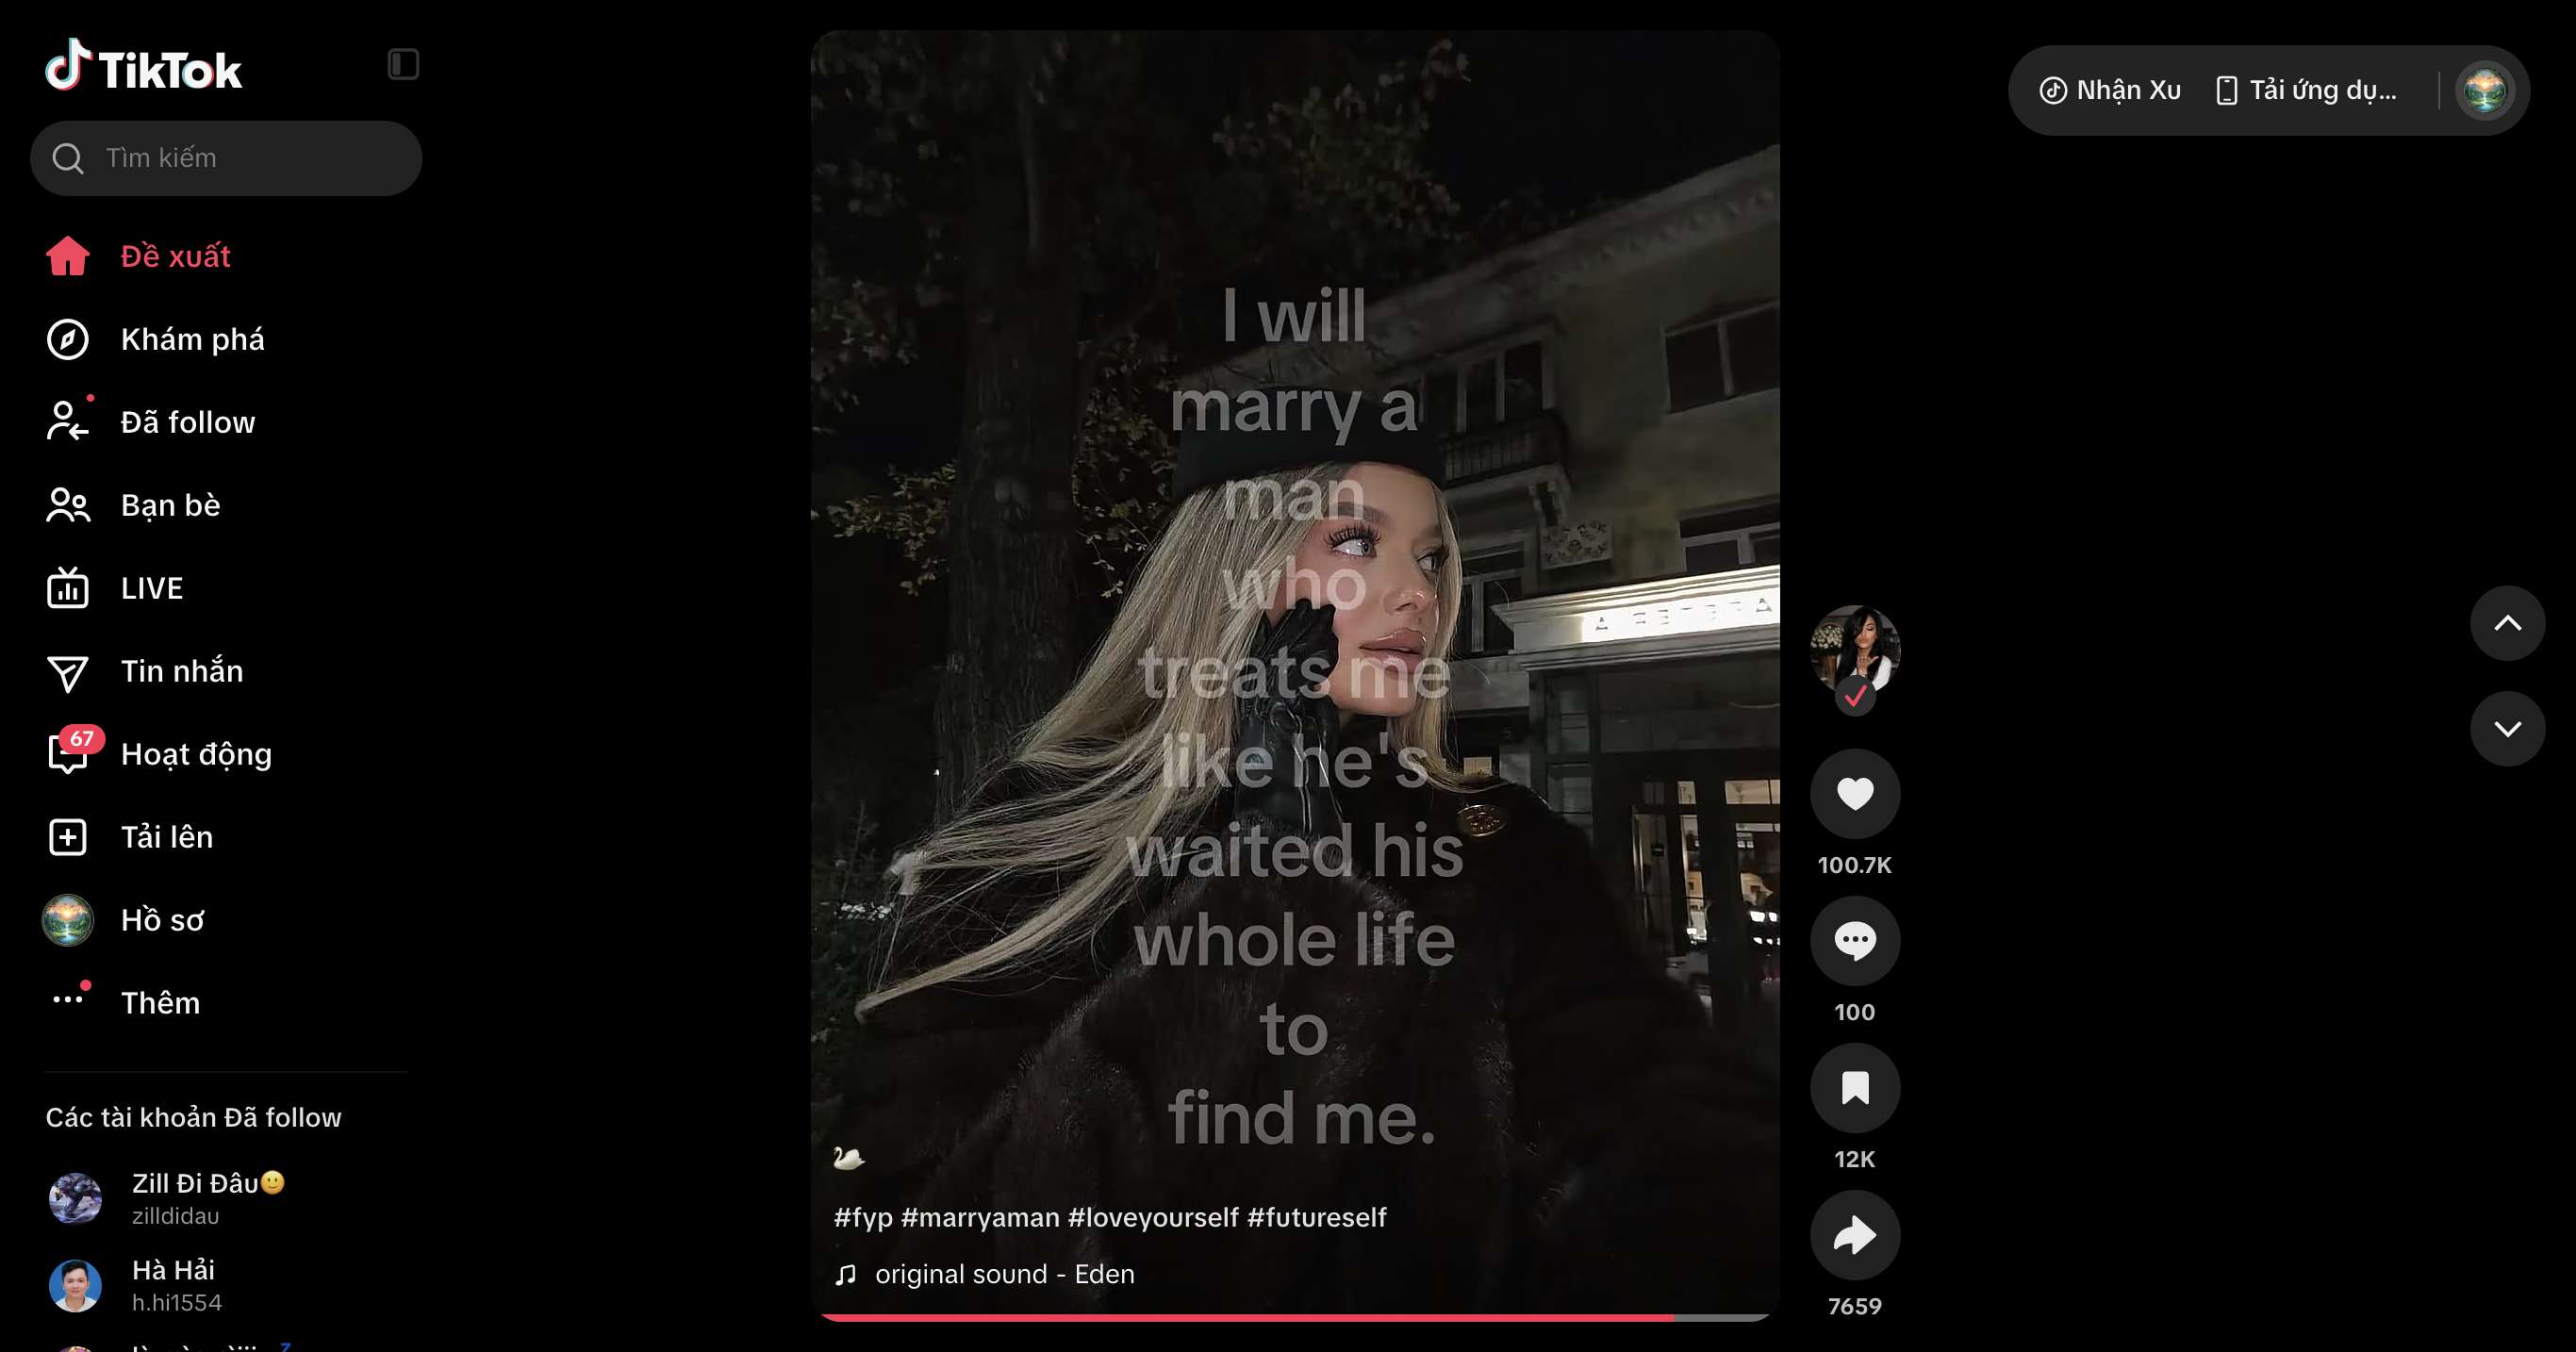 TikTok
Tìm kiếm
Đề xuất
Khám phá
Đã follow
Bạn bè
LIVE
Tin nhắn
67
Hoạt động
Tải lên
Hồ sơ
Thêm
Các tài khoản Đã follow
Zill Đi Đâu🙂
zilldidau
Hà Hải
h.hi1554
I will
marry a
man
who
treats me
like he's
waited his
whole life
to
find me.
🦢
#fyp #marryaman #loveyourself #futureself
original sound - Eden
100.7K
100
12K
7659
Nhận Xu
Tải ứng dụ...